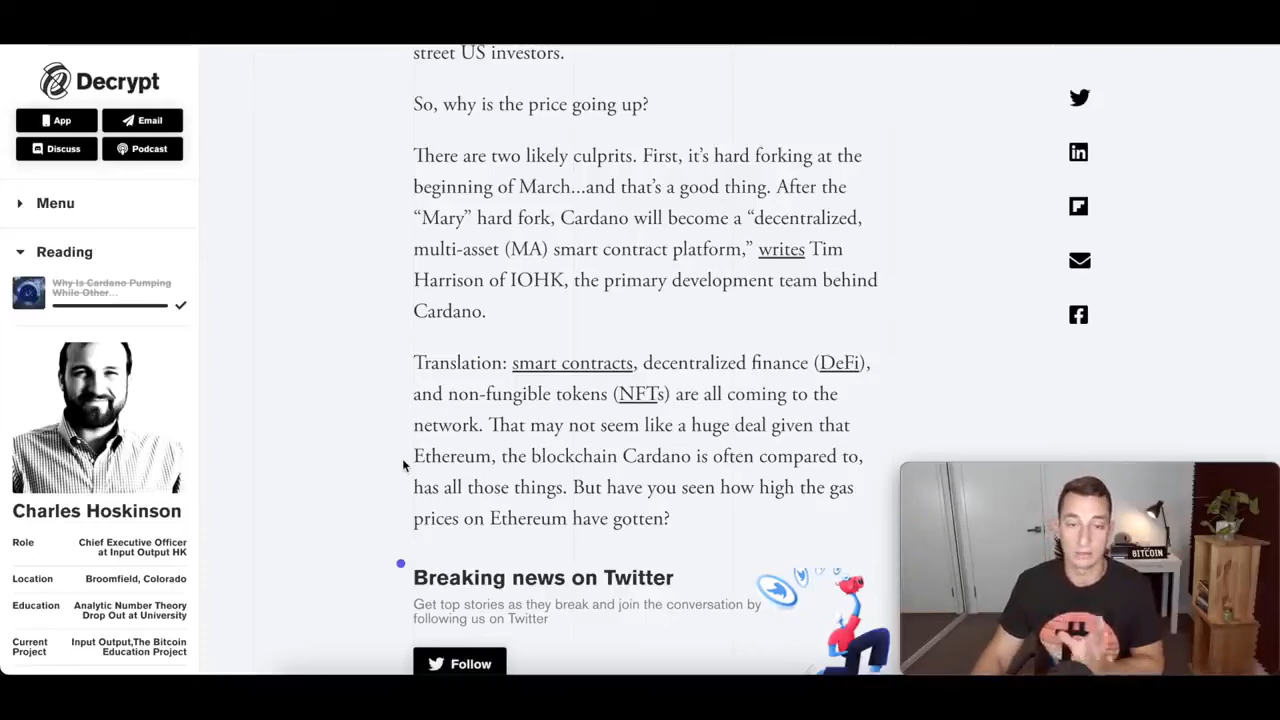 Decrypt
App
Email
Discuss
Podcast
Menu
Reading
Why Is Cardano Pumping
While Other...
Charles Hoskinson
Role
Chief Executive Officer
at Input Output HK
Location
Broomfield, Colorado
Education
Analytic Number Theory
Drop Out at University
Current
Project
Input Output,The Bitcoin
Education Project
street US investors.
So, why is the price going up?
There are two likely culprits. First, it’s hard forking at the
beginning of March...and that’s a good thing. After the
“Mary” hard fork, Cardano will become a “decentralized,
multi-asset (MA) smart contract platform,” writes Tim
Harrison of IOHK, the primary development team behind
Cardano.
Translation: smart contracts, decentralized finance (DeFi),
and non-fungible tokens (NFTs) are all coming to the
network. That may not seem like a huge deal given that
Ethereum, the blockchain Cardano is often compared to,
has all those things. But have you seen how high the gas
prices on Ethereum have gotten?
Breaking news on Twitter
Get top stories as they break and join the conversation by
following us on Twitter
Follow
BITCOIN